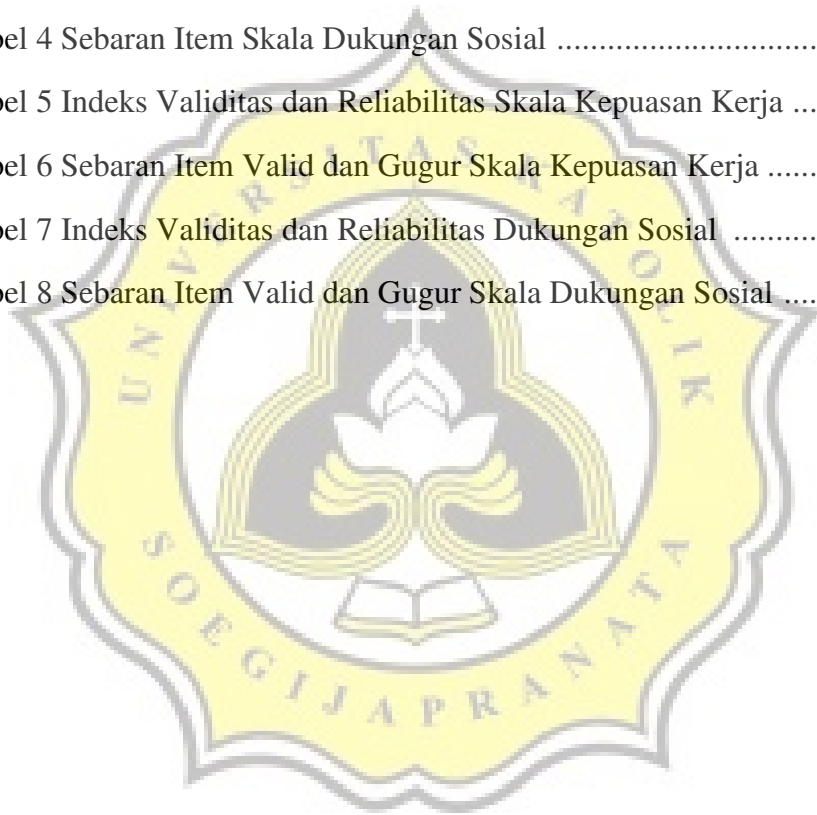 bel 4 Sebaran Item Skala Dukungan Sosial ...............................
bel 5 Indeks Validitas dan Reliabilitas Skala Kepuasan Kerja ...
bel 6 Sebaran Item Valid dan Gugur Skala Kepuasan Kerja ......
bel 7 Indeks Validitas dan Reliabilitas Dukungan Sosial ..........
bel 8 Sebaran Item Valid dan Gugur Skala Dukungan Sosial ....
UNIVERSITAS KATOLIK
SOEGIJAPRANATA